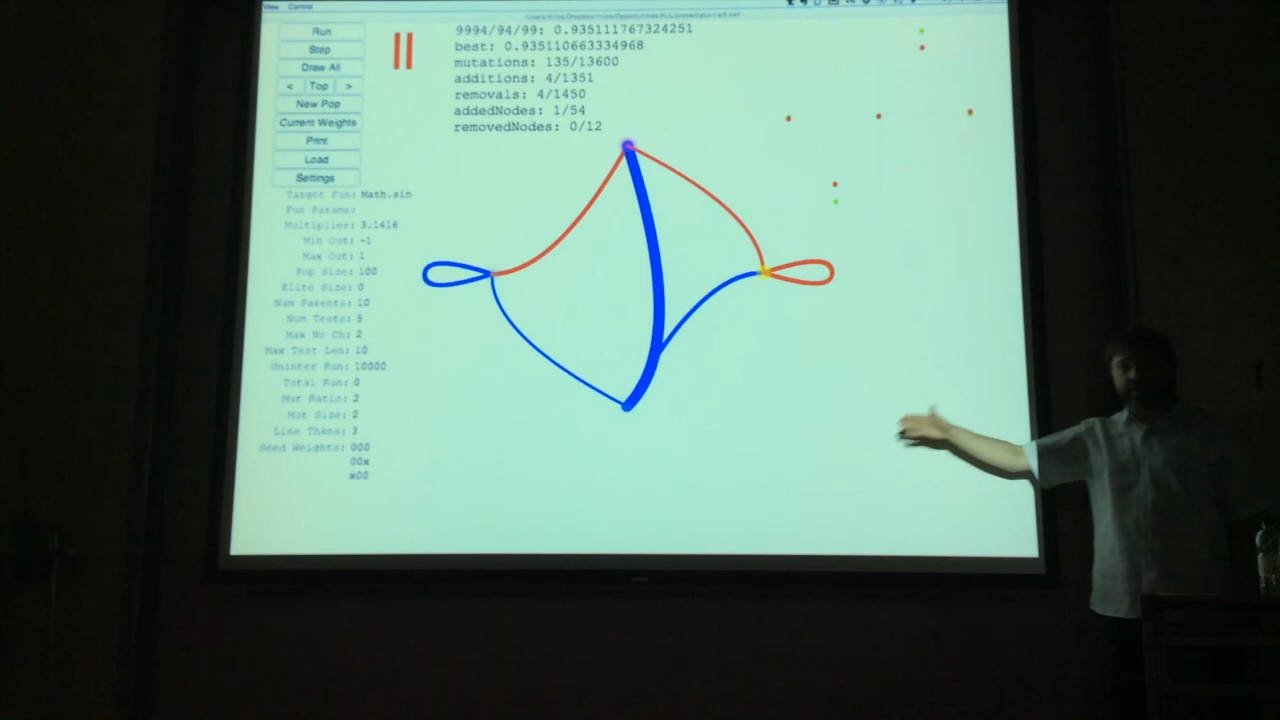 View Control
Run
Step
Draw All
< Top >
New Pop
Current Weights
Print
Load
Settings
Target Fun: Math.sin
Fun Params:
Multiplier: 3.1416
Min Out: -1
Max Out: 1
Pop Size: 100
Elite Size: 0
Num Parents: 10
Num Tests: 5
Max No Ch: 2
Max Test Len: 10
Uninter Run: 10000
Total Run: 0
Mut Ratio: 2
Mut Size: 2
Line Thkns: 3
Seed Weights: 000
00x
x00
9994/94/99: 0.935111767324251
best: 0.935110663334968
mutations: 135/13600
additions: 4/1351
removals: 4/1450
addedNodes: 1/54
removedNodes: 0/12